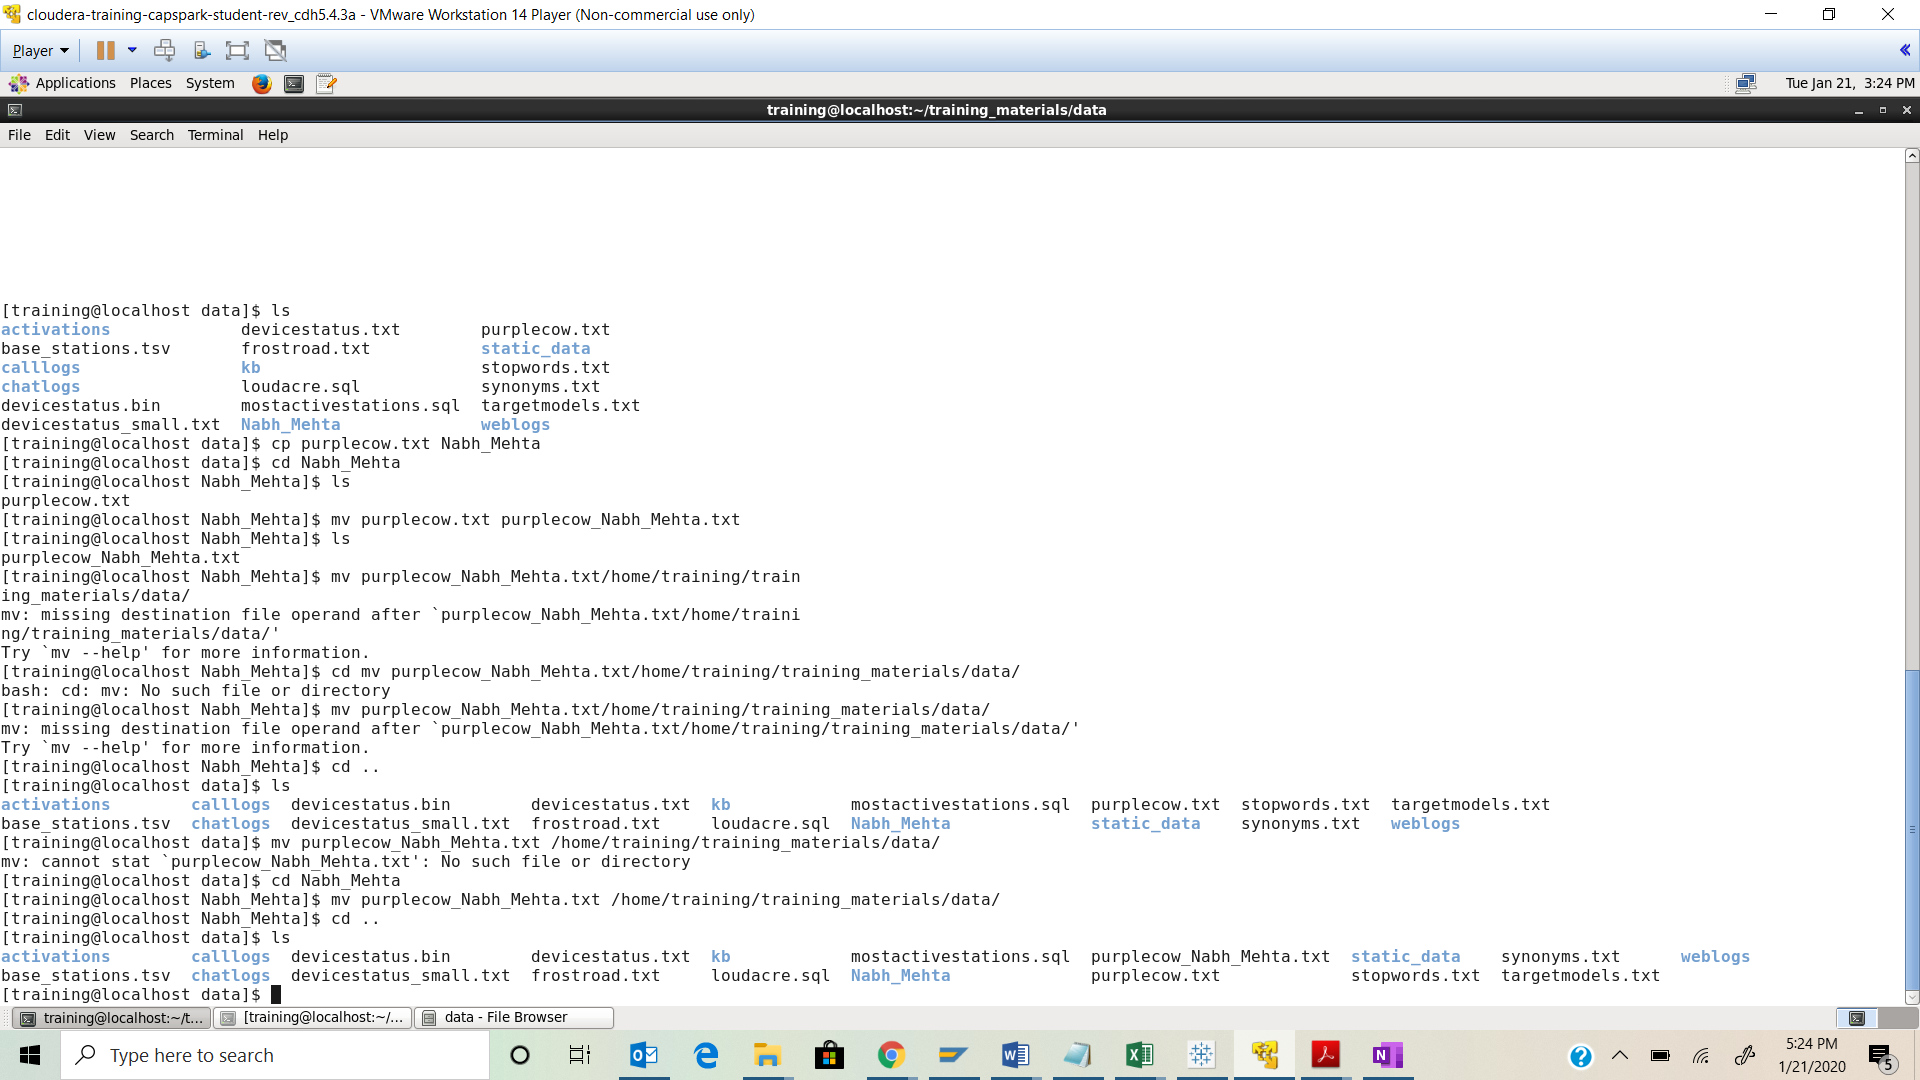 cloudera-training-capspark-student-rev_cdh5.4.3a - VMware Workstation 14 Player (Non-commercial use only)
Player
Applications Places System Tue Jan 21, 3:24 PM
training@localhost:~/training_materials/data
File Edit View Search Terminal Help
[training@localhost data]$ ls
activations devicestatus.txt purplecow.txt
base_stations.tsv frostroad.txt static_data
calllogs kb stopwords.txt
chatlogs loudacre.sql synonyms.txt
devicestatus.bin mostactivestations.sql targetmodels.txt
devicestatus_small.txt Nabh_Mehta weblogs
[training@localhost data]$ cp purplecow.txt Nabh_Mehta
[training@localhost data]$ cd Nabh_Mehta
[training@localhost Nabh_Mehta]$ ls
purplecow.txt
[training@localhost Nabh_Mehta]$ mv purplecow.txt purplecow_Nabh_Mehta.txt
[training@localhost Nabh_Mehta]$ ls
purplecow_Nabh_Mehta.txt
[training@localhost Nabh_Mehta]$ mv purplecow_Nabh_Mehta.txt/home/training/train
ing_materials/data/
mv: missing destination file operand after `purplecow_Nabh_Mehta.txt/home/traini
ng/training_materials/data/'
Try `mv --help' for more information.
[training@localhost Nabh_Mehta]$ cd mv purplecow_Nabh_Mehta.txt/home/training/training_materials/data/
bash: cd: mv: No such file or directory
[training@localhost Nabh_Mehta]$ mv purplecow_Nabh_Mehta.txt/home/training/training_materials/data/
mv: missing destination file operand after `purplecow_Nabh_Mehta.txt/home/training/training_materials/data/'
Try `mv --help' for more information.
[training@localhost Nabh_Mehta]$ cd ..
[training@localhost data]$ ls
activations calllogs devicestatus.bin devicestatus.txt kb mostactivestations.sql purplecow.txt stopwords.txt targetmodels.txt
base_stations.tsv chatlogs devicestatus_small.txt frostroad.txt loudacre.sql Nabh_Mehta static_data synonyms.txt weblogs
[training@localhost data]$ mv purplecow_Nabh_Mehta.txt /home/training/training_materials/data/
mv: cannot stat `purplecow_Nabh_Mehta.txt': No such file or directory
[training@localhost data]$ cd Nabh_Mehta
[training@localhost Nabh_Mehta]$ mv purplecow_Nabh_Mehta.txt /home/training/training_materials/data/
[training@localhost Nabh_Mehta]$ cd ..
[training@localhost data]$ ls
activations calllogs devicestatus.bin devicestatus.txt kb mostactivestations.sql purplecow_Nabh_Mehta.txt static_data synonyms.txt weblogs
base_stations.tsv chatlogs devicestatus_small.txt frostroad.txt loudacre.sql Nabh_Mehta purplecow.txt stopwords.txt targetmodels.txt
[training@localhost data]$
training@localhost:~/t... [training@localhost:~/... data - File Browser
Type here to search
5:24 PM
1/21/2020
5